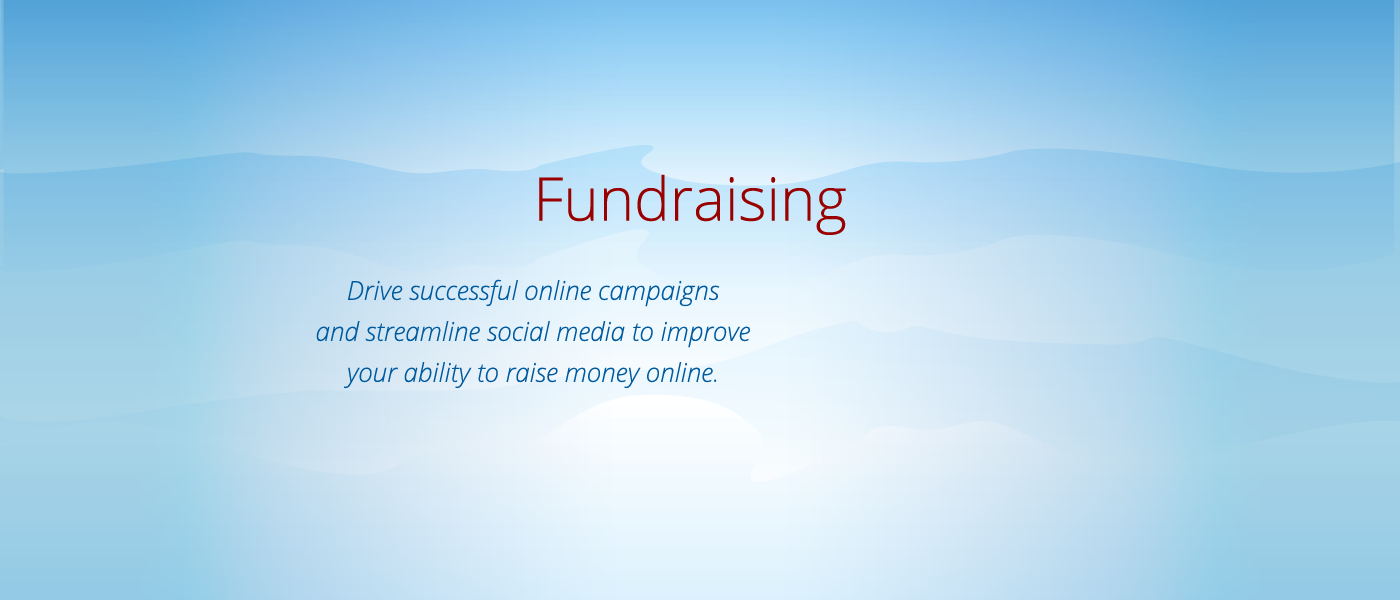 Fundraising
Drive successful online campaigns
and streamline social media to improve
your ability to raise money online.